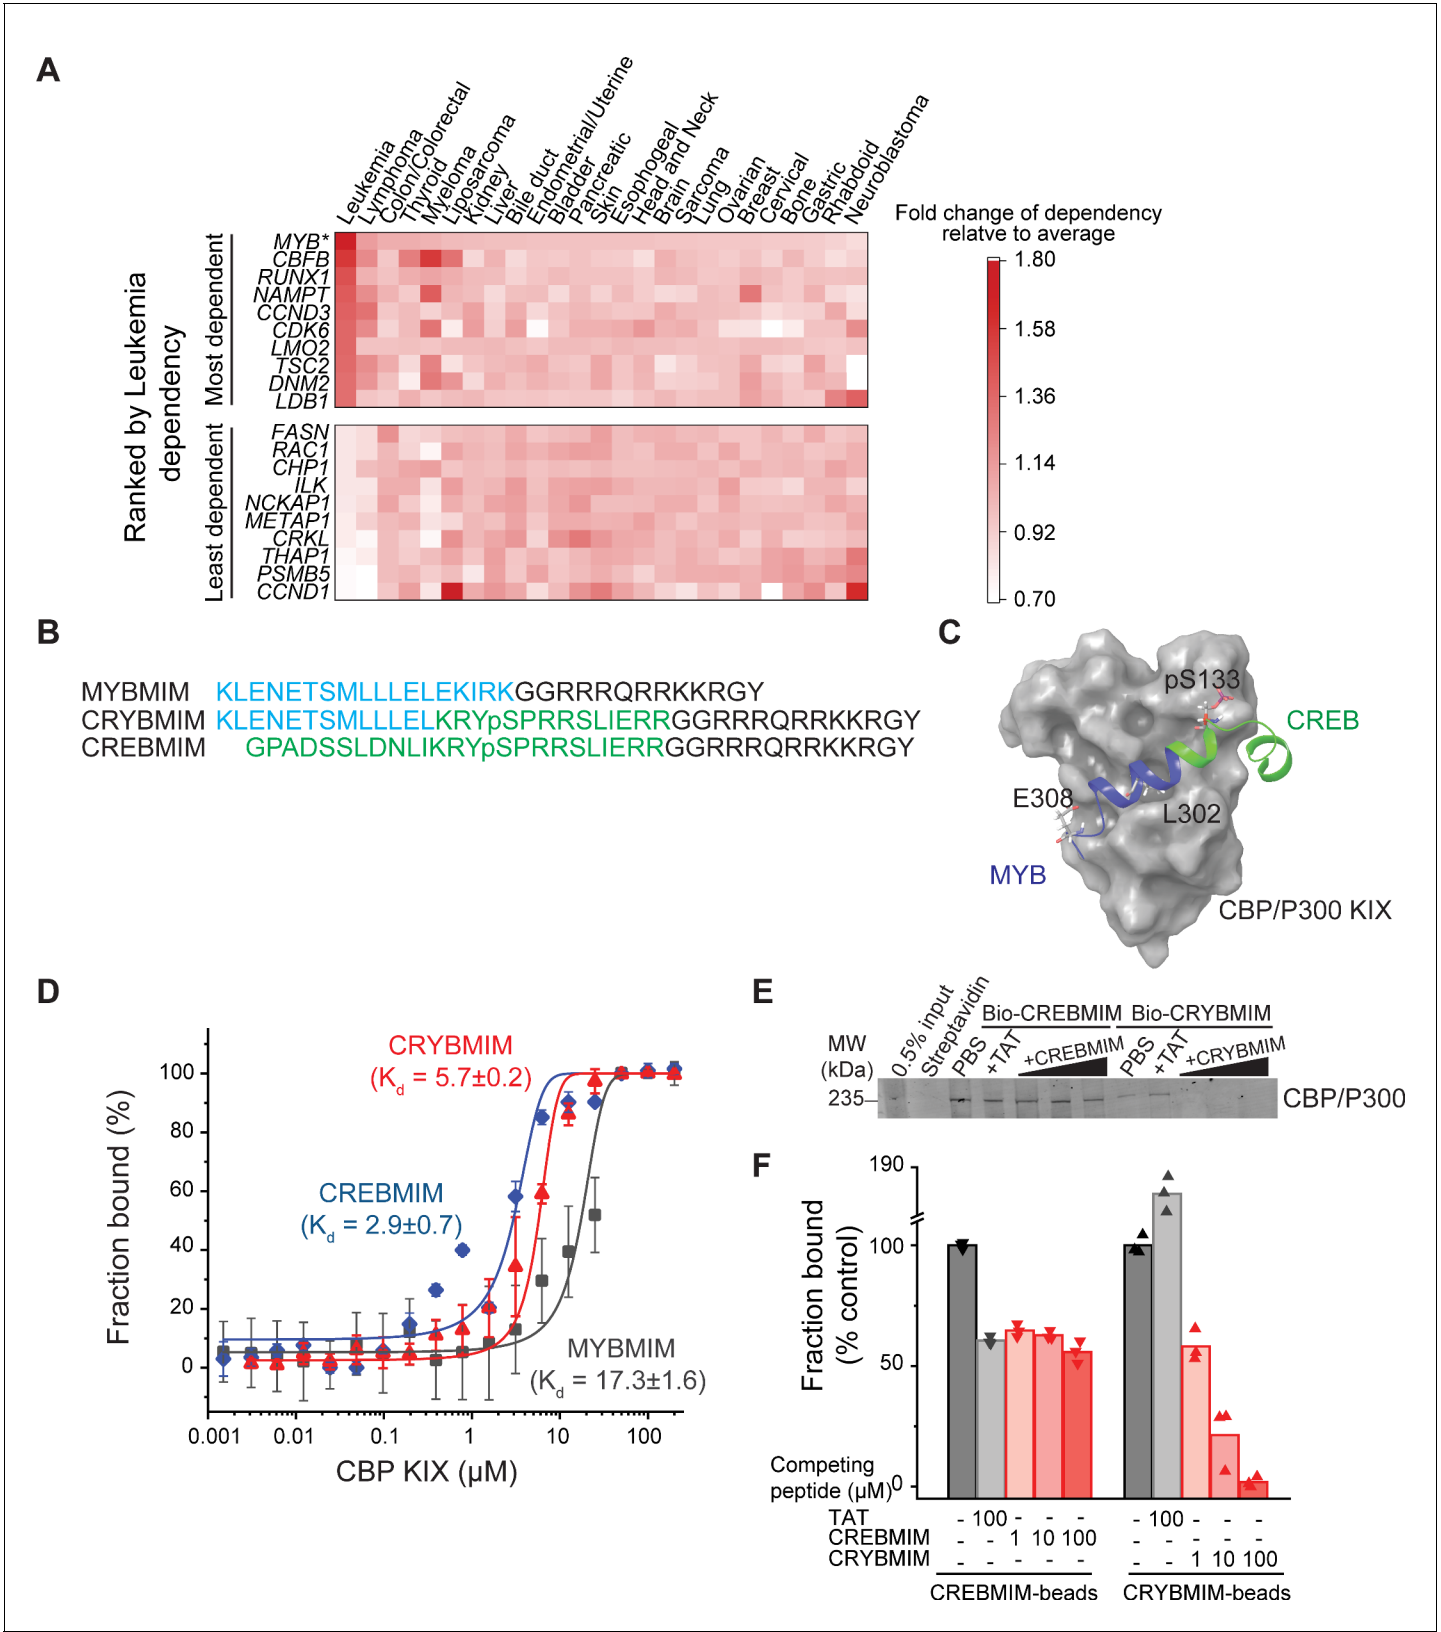 A
Leukemia
Lymphoma
Colon/Colorectal
Thyroid
Myeloma
Liposarcoma
Kidney
Liver
Bile duct
Endometrial/Uterine
Bladder
Pancreatic
Skin
Esophogeal
Head and Neck
Brain
Sarcoma
Lung
Ovarian
Breast
Cervical
Bone
Gastric
Rhabdoid
Neuroblastoma
Ranked by Leukemia
dependency
Most dependent
MYB*
CBFB
RUNX1
NAMPT
CCND3
CDK6
LMO2
TSC2
DNM2
LDB1
Least dependent
FASN
RAC1
CHP1
ILK
NCKAP1
METAP1
CRKL
THAP1
PSMB5
CCND1
Fold change of dependency
relatve to average
1.80
1.58
1.36
1.14
0.92
0.70
B
MYBMIM KLENETSMLLLELEKIRKGGRRRQRRKKRGY
CRYBMIM KLENETSMLLLELKRYpSPRRSLIERRGGRRRQRRKKRGY
CREBMIM GPADSSLDNLIKRYpSPRRSLIERRGGRRRQRRKKRGY
C
pS133
CREB
E308
L302
MYB
CBP/P300 KIX
D
Fraction bound (%)
100
80
60
40
20
0
CRYBMIM
(Kd = 5.7±0.2)
CREBMIM
(Kd = 2.9±0.7)
MYBMIM
(Kd = 17.3±1.6)
0.001 0.01 0.1 1 10 100
CBP KIX (µM)
E
MW
(kDa)
0.5% input
Streptavidin
Bio-CREBMIM
PBS
+TAT
+CREBMIM
Bio-CRYBMIM
PBS
+TAT
+CRYBMIM
235
CBP/P300
F
Fraction bound
(% control)
190
100
50
0
Competing
peptide (µM)
TAT - 100 - - - - 100 - - -
CREBMIM - - 1 10 100 - - - - -
CRYBMIM - - - - - - - 1 10 100
CREBMIM-beads CRYBMIM-beads